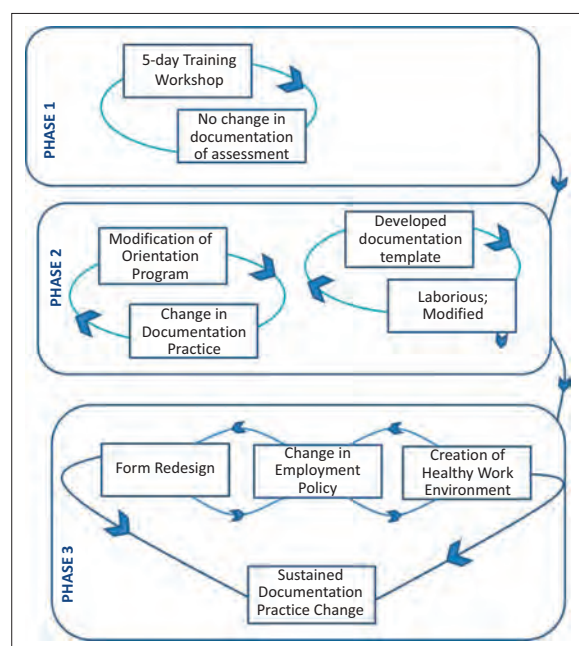 PHASE 1
5-day Training
Workshop
No change in
documentation
of assessment
PHASE 2
Modification of
Orientation
Program
Change in
Documentation
Practice
Developed
documentation
template
Laborious;
Modified
PHASE 3
Form Redesign
Change in
Employment
Policy
Creation of
Healthy Work
Environment
Sustained
Documentation
Practice Change